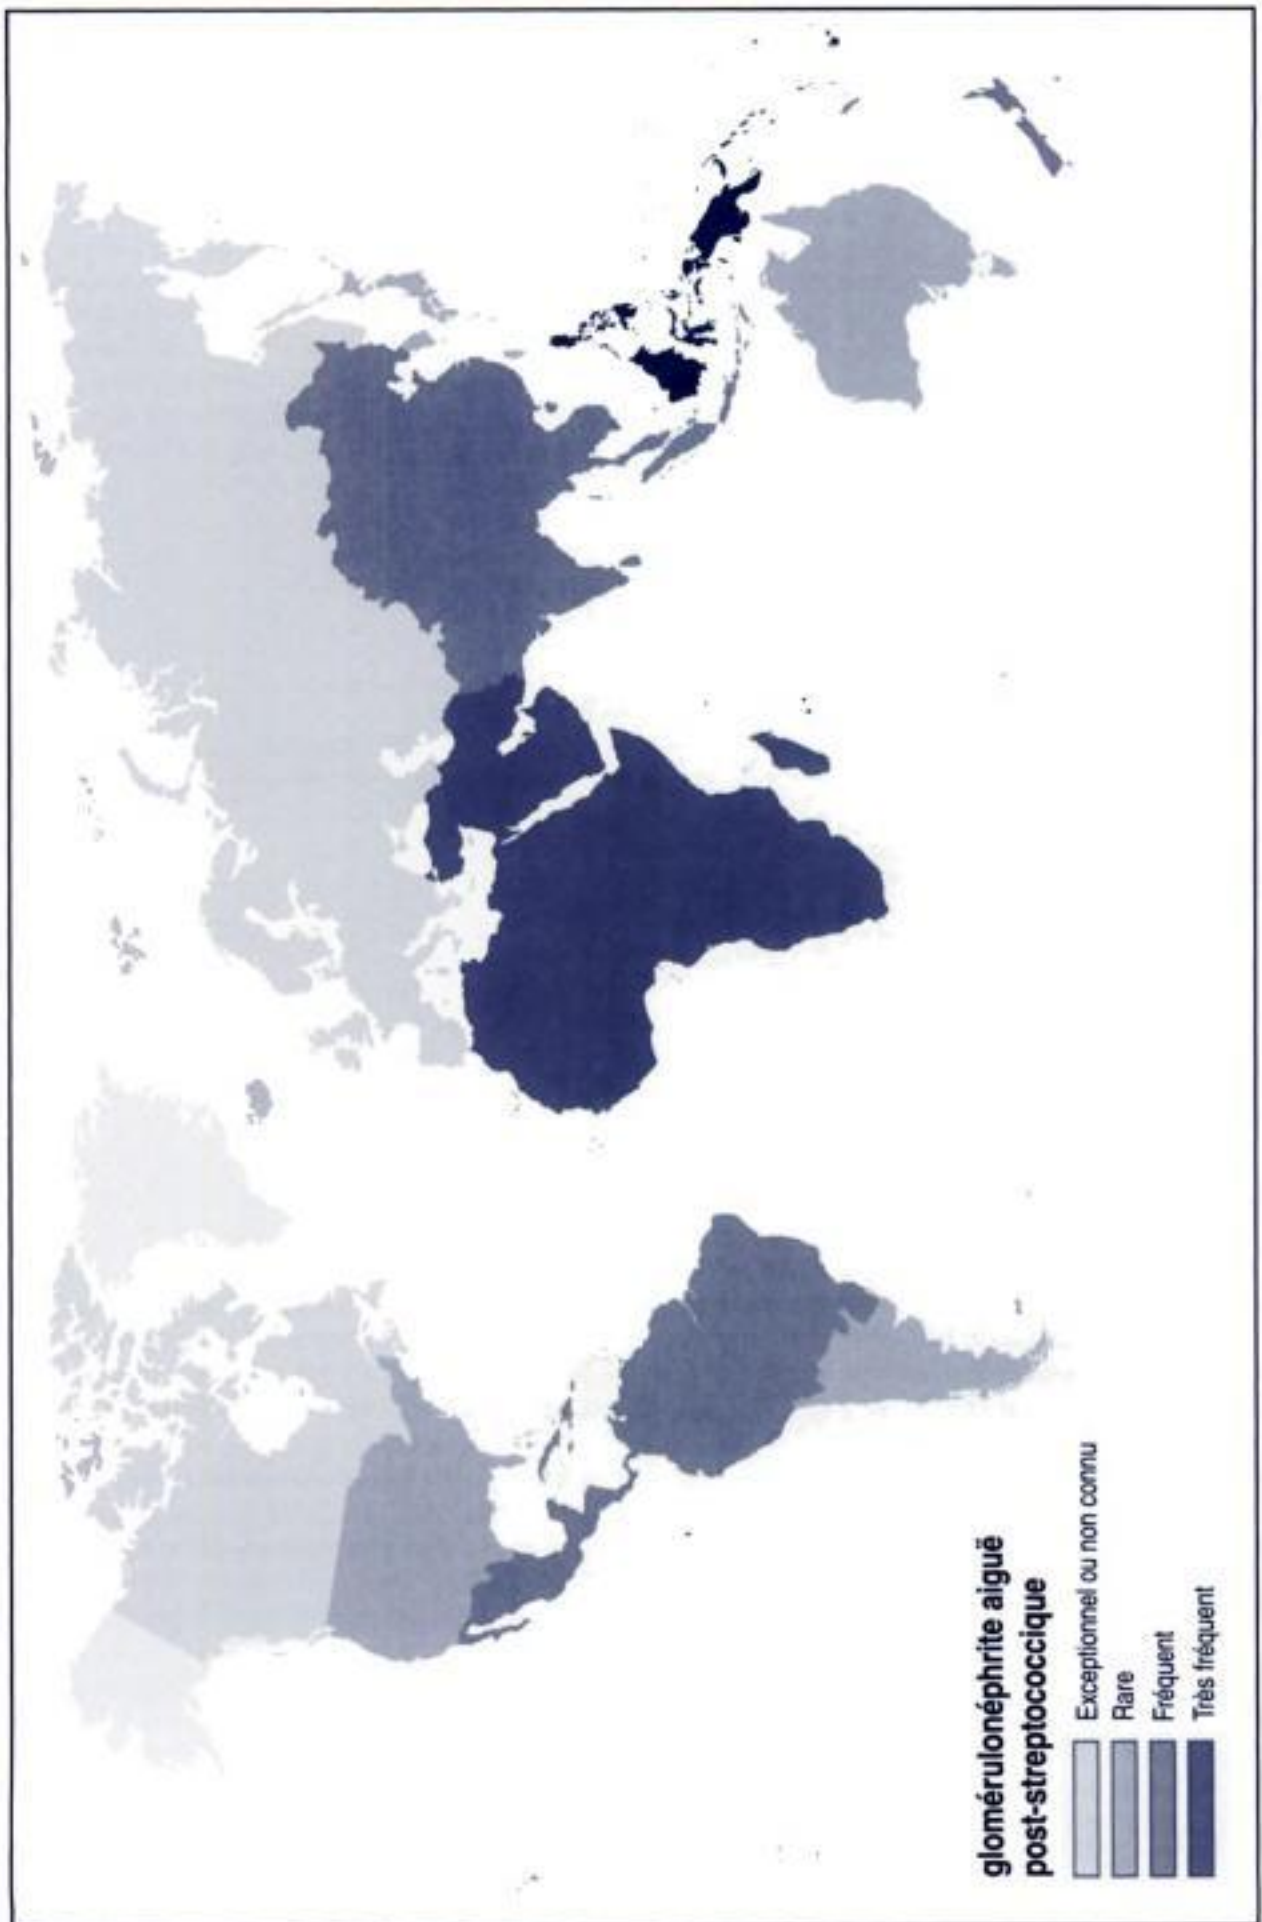 glomérulonéphrite aiguë
post-streptococcique
Exceptionnel ou non connu
Rare
Fréquent
Très fréquent